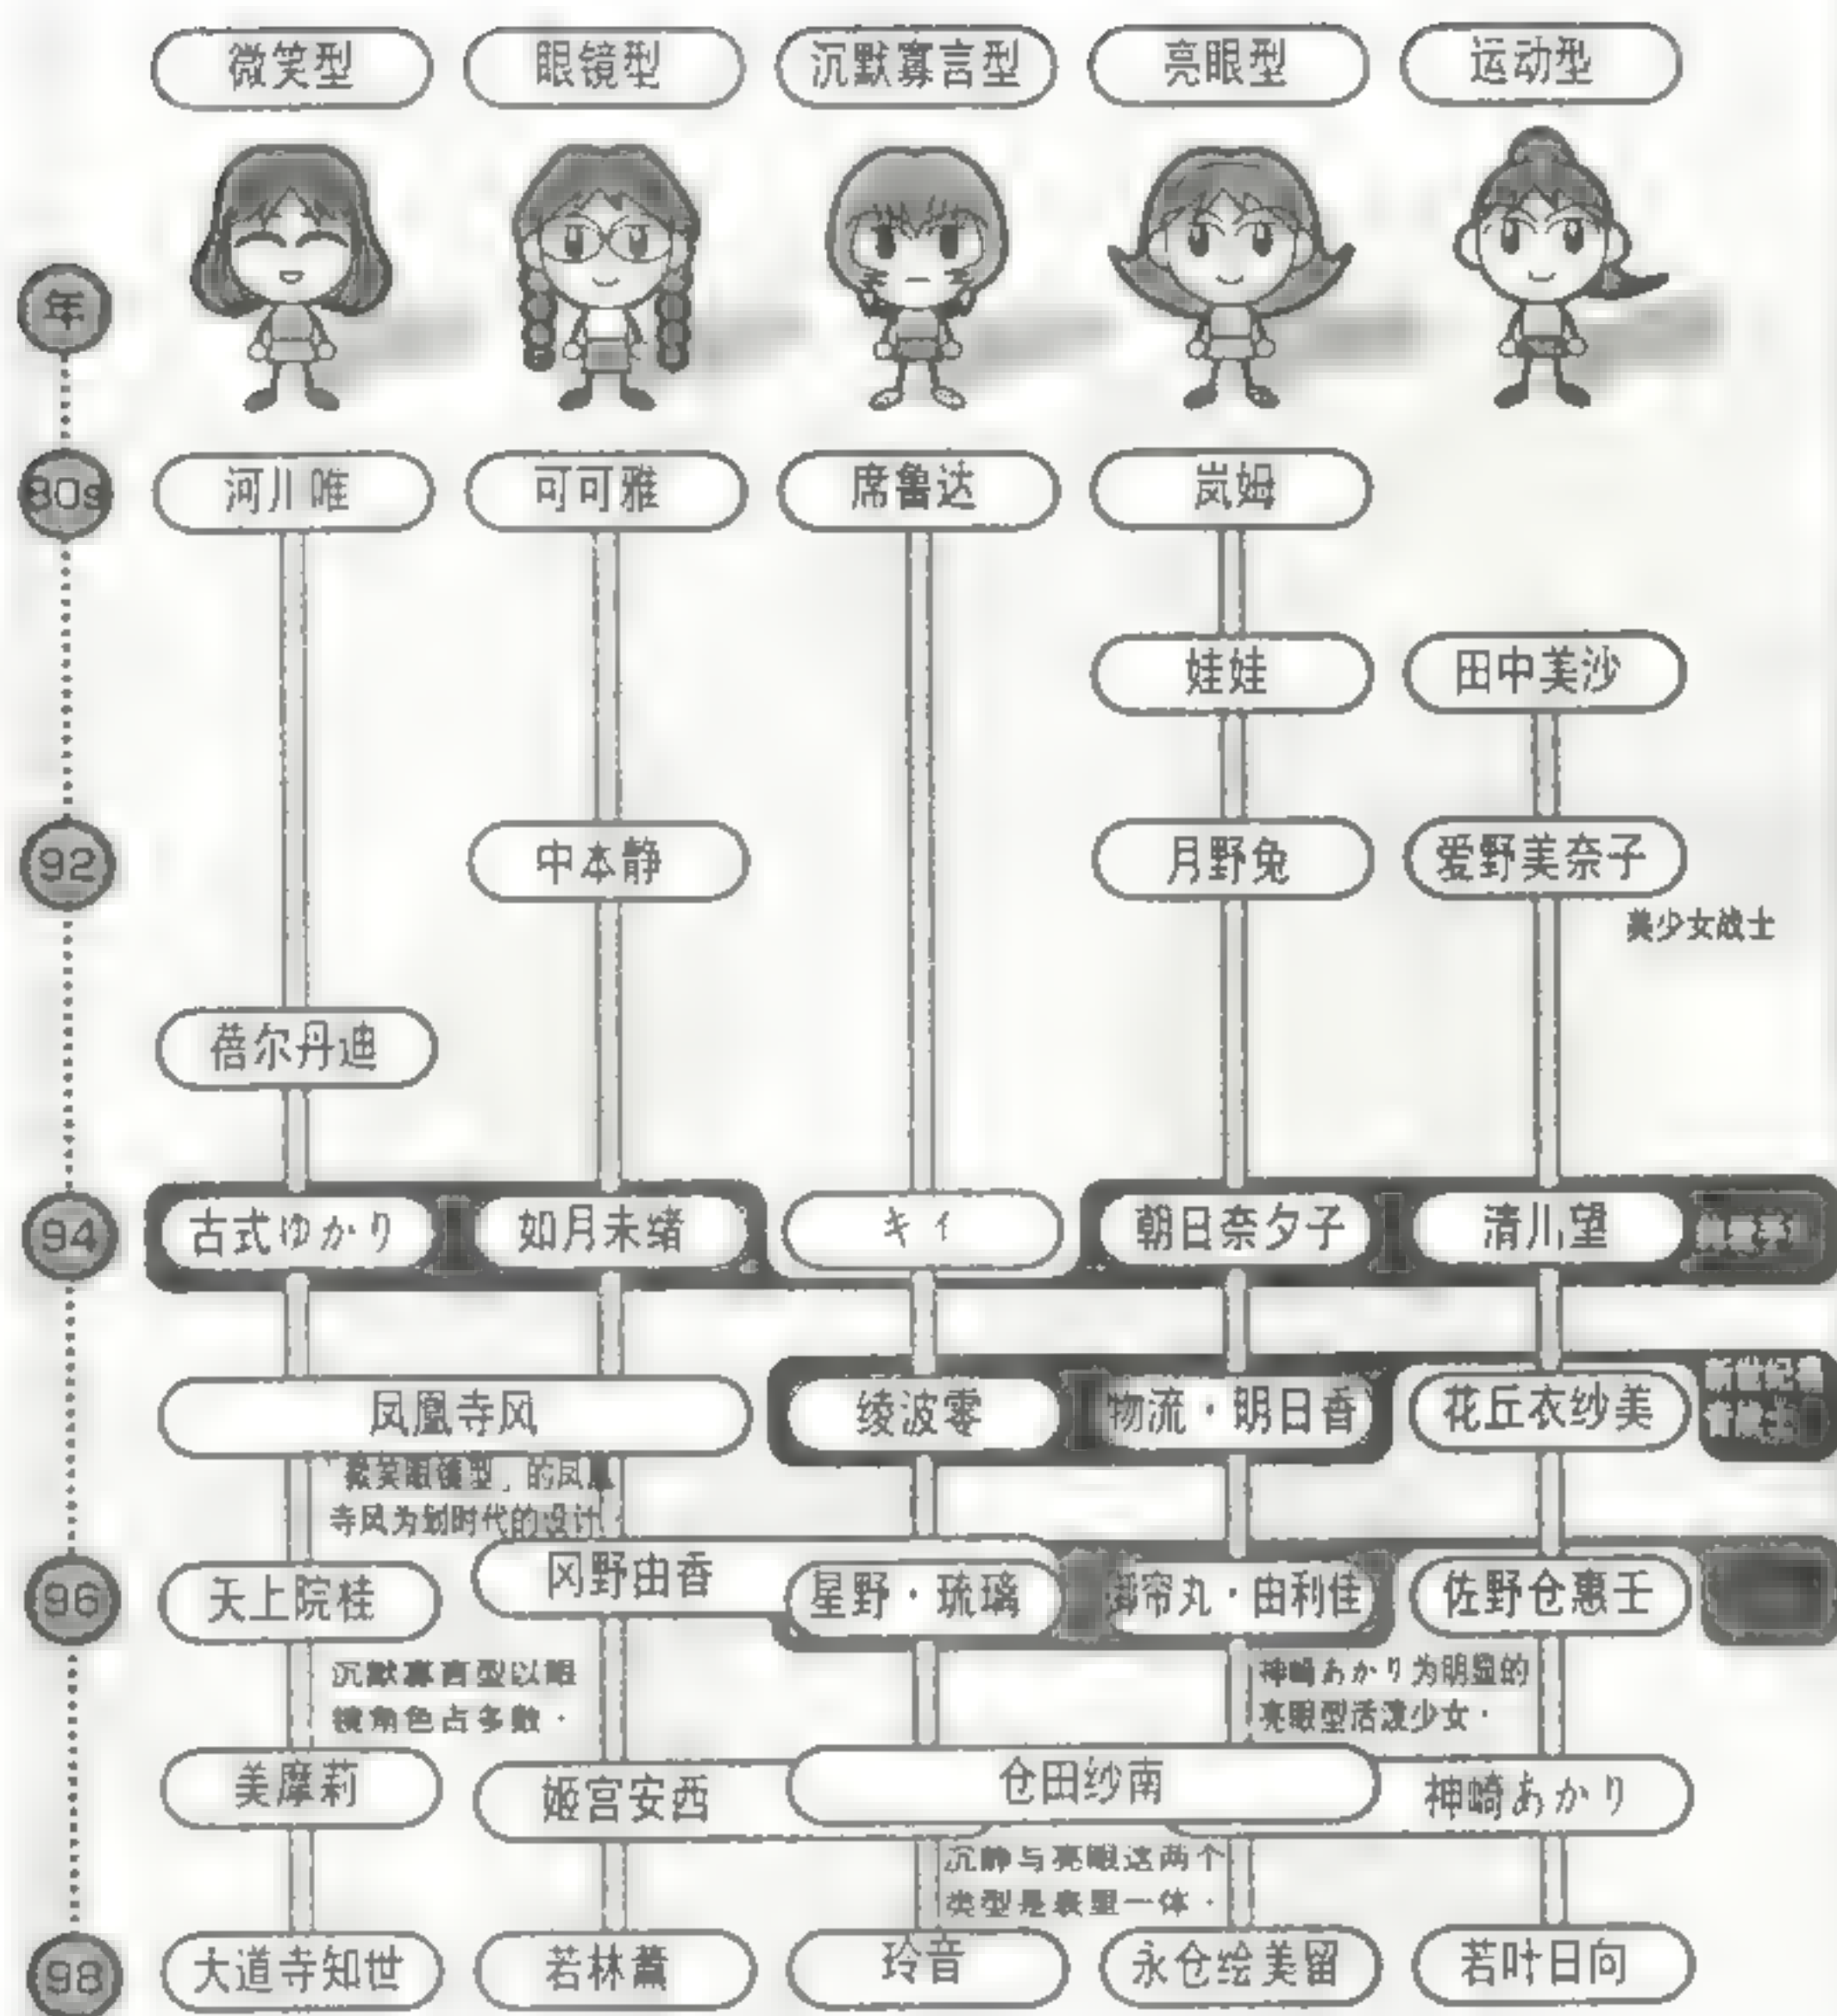 微笑型
眼镜型
沉默寡言型
亮眼型
运动型
年
80s
河川唯
可可雅
席鲁达
岚姆
娃娃
田中美沙
92
中本静
月野兔
爱野美奈子
美少女战士
蓓尔丹迪
94
古式ゆかり
如月未绪
キィ
朝日奈夕子
清川望
凤凰寺风
绫波零
物流·明日香
花丘衣纱美
新世纪
「微笑眼镜型」的凤
寺风为划时代的设计
96
天上院桂
冈野由香
星野·琉璃
御帘丸·由利佳
佐野仓惠壬
沉默寡言型以眼
镜角色占多数·
神崎あかり为明显的
亮眼型活泼少女·
美摩莉
姬宫安西
仓田纱南
神崎あかり
沉静与亮眼这两个
类型是表里一体·
98
大道寺知世
若林薰
玲音
永仓绘美留
若叶日向